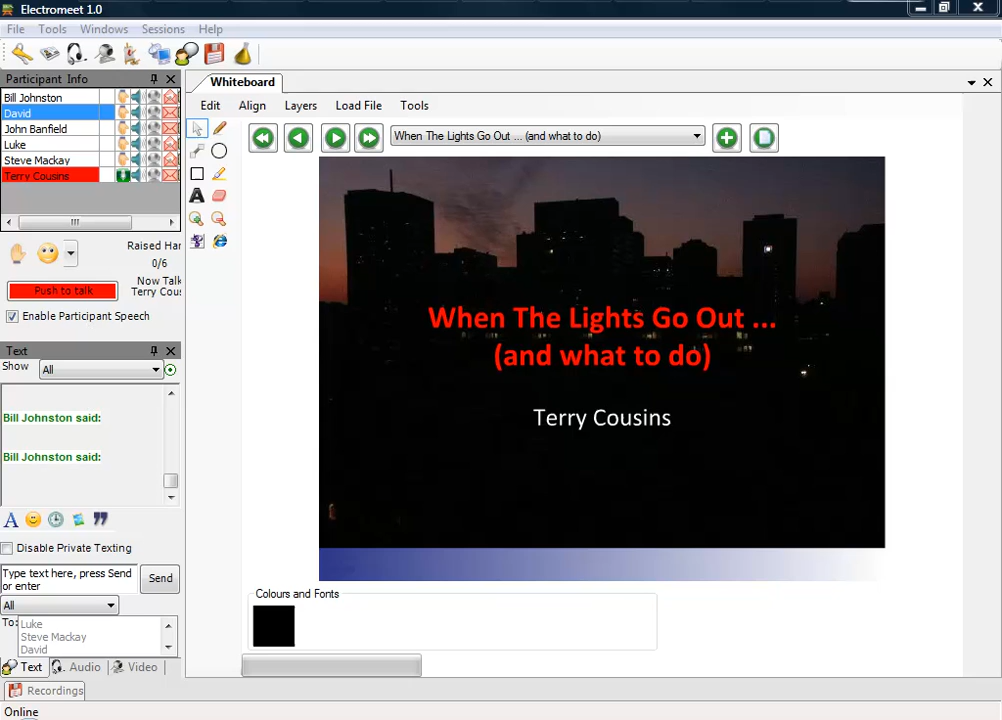 Electromeet 1.0
File Tools Windows Sessions Help
Participant Info
Bill Johnston
David
John Banfield
Luke
Steve Mackay
Terry Cousins
Raised Har
0/6
Now Talk
Terry Cous
Push to talk
Enable Participant Speech
Text
Show All
Bill Johnston said:
Bill Johnston said:
Disable Private Texting
Type text here, press Send
or enter
Send
All
To:
Luke
Steve Mackay
David
Text Audio Video
Recordings
Online
Whiteboard
Edit Align Layers Load File Tools
When The Lights Go Out ... (and what to do)
A
When The Lights Go Out ...
(and what to do)
Terry Cousins
Colours and Fonts